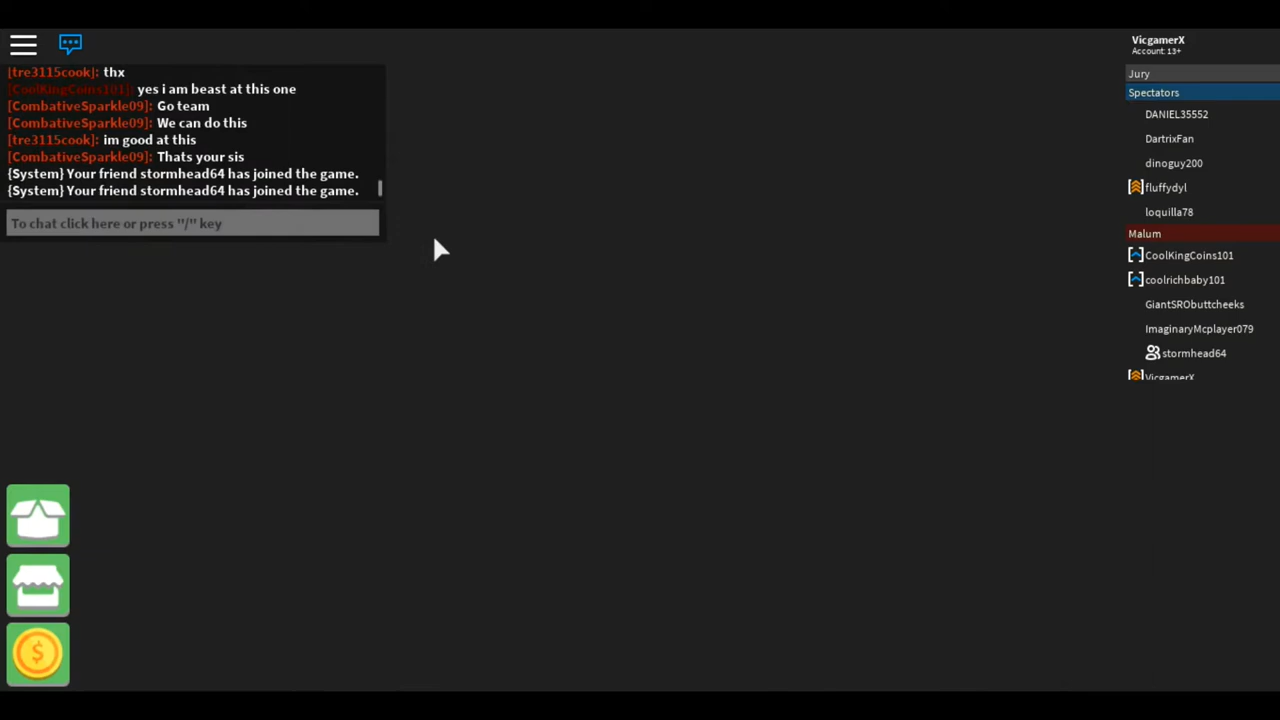 [tre3115cook]: thx
[CoolKingCoins101]: yes i am beast at this one
[CombativeSparkle09]: Go team
[CombativeSparkle09]: We can do this
[tre3115cook]: im good at this
[CombativeSparkle09]: Thats your sis
{System} Your friend stormhead64 has joined the game.
{System} Your friend stormhead64 has joined the game.
To chat click here or press "/" key
VicgamerX
Account: 13+
Jury
Spectators
DANIEL35552
DartrixFan
dinoguy200
fluffydyl
loquilla78
Malum
CoolKingCoins101
coolrichbaby101
GiantSRObuttcheeks
ImaginaryMcplayer079
stormhead64
VicgamerX
$